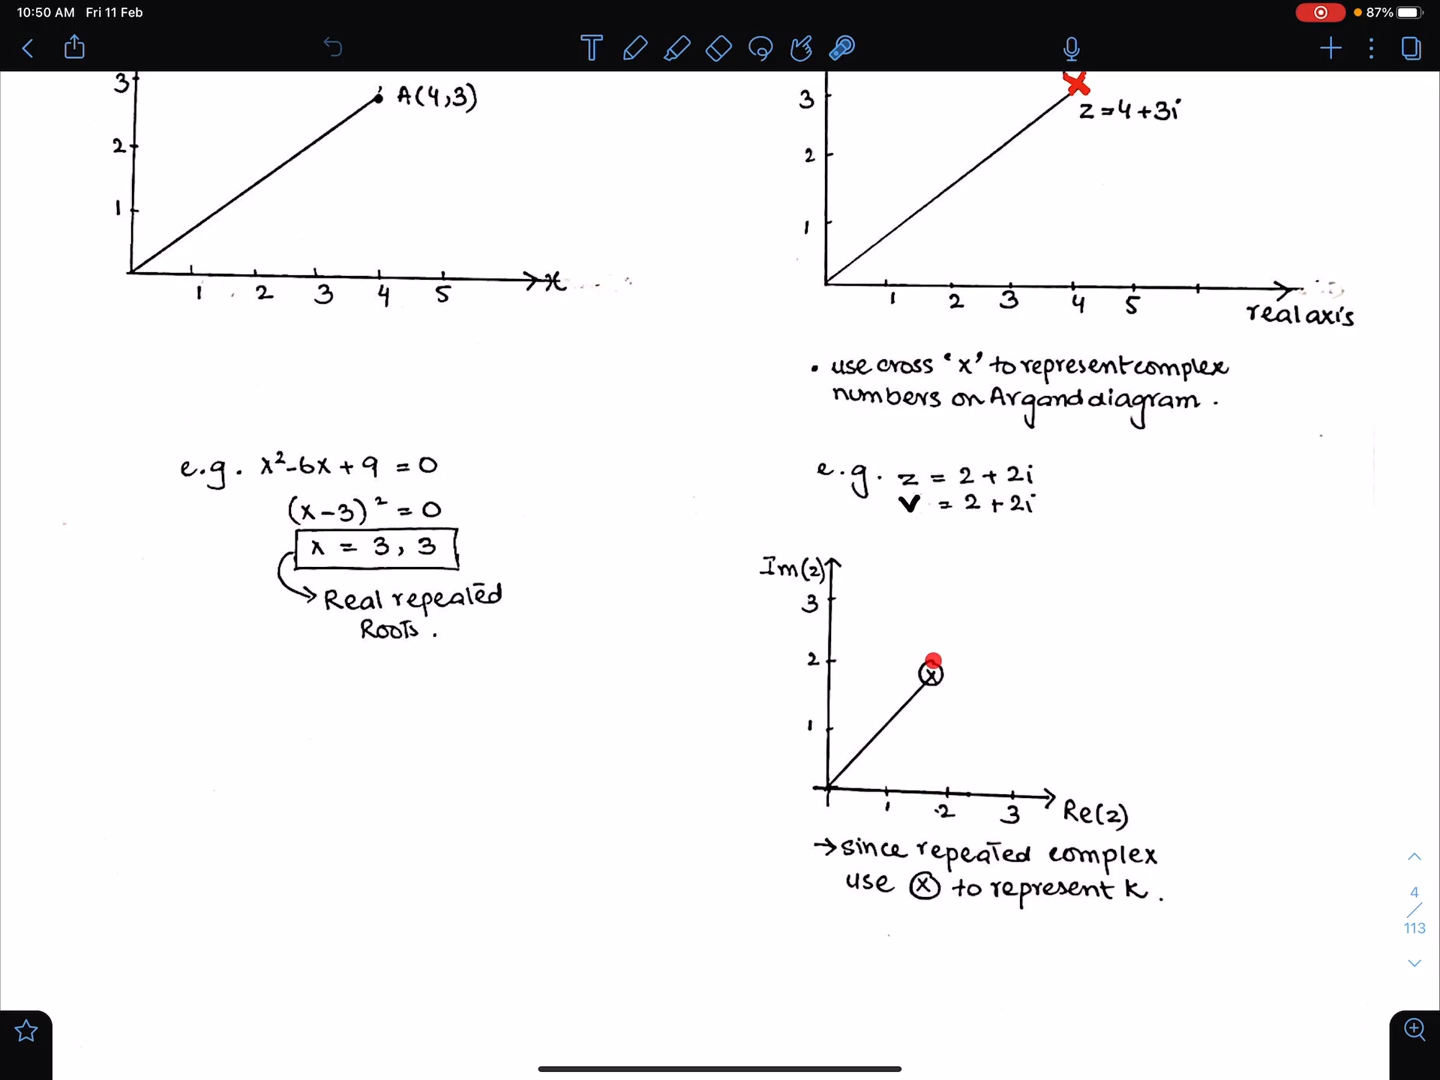 10:50 AM Fri 11 Feb
87%
3
A(4,3)
2
1
1 2 3 4 5
x
3
z=4+3i
2
1
1 2 3 4 5
real axis
• use cross 'x' to represent complex
numbers on Argand diagram.
e.g. x²-6x+9 = 0
(x-3)² = 0
x = 3, 3
→ Real repeated
Roots.
e.g. z = 2+2i
v = 2+2i
Im(z)
3
2
x
1
1 2 3
Re(z)
→ since repeated complex
use ⓧ to represent k.
4
/
113